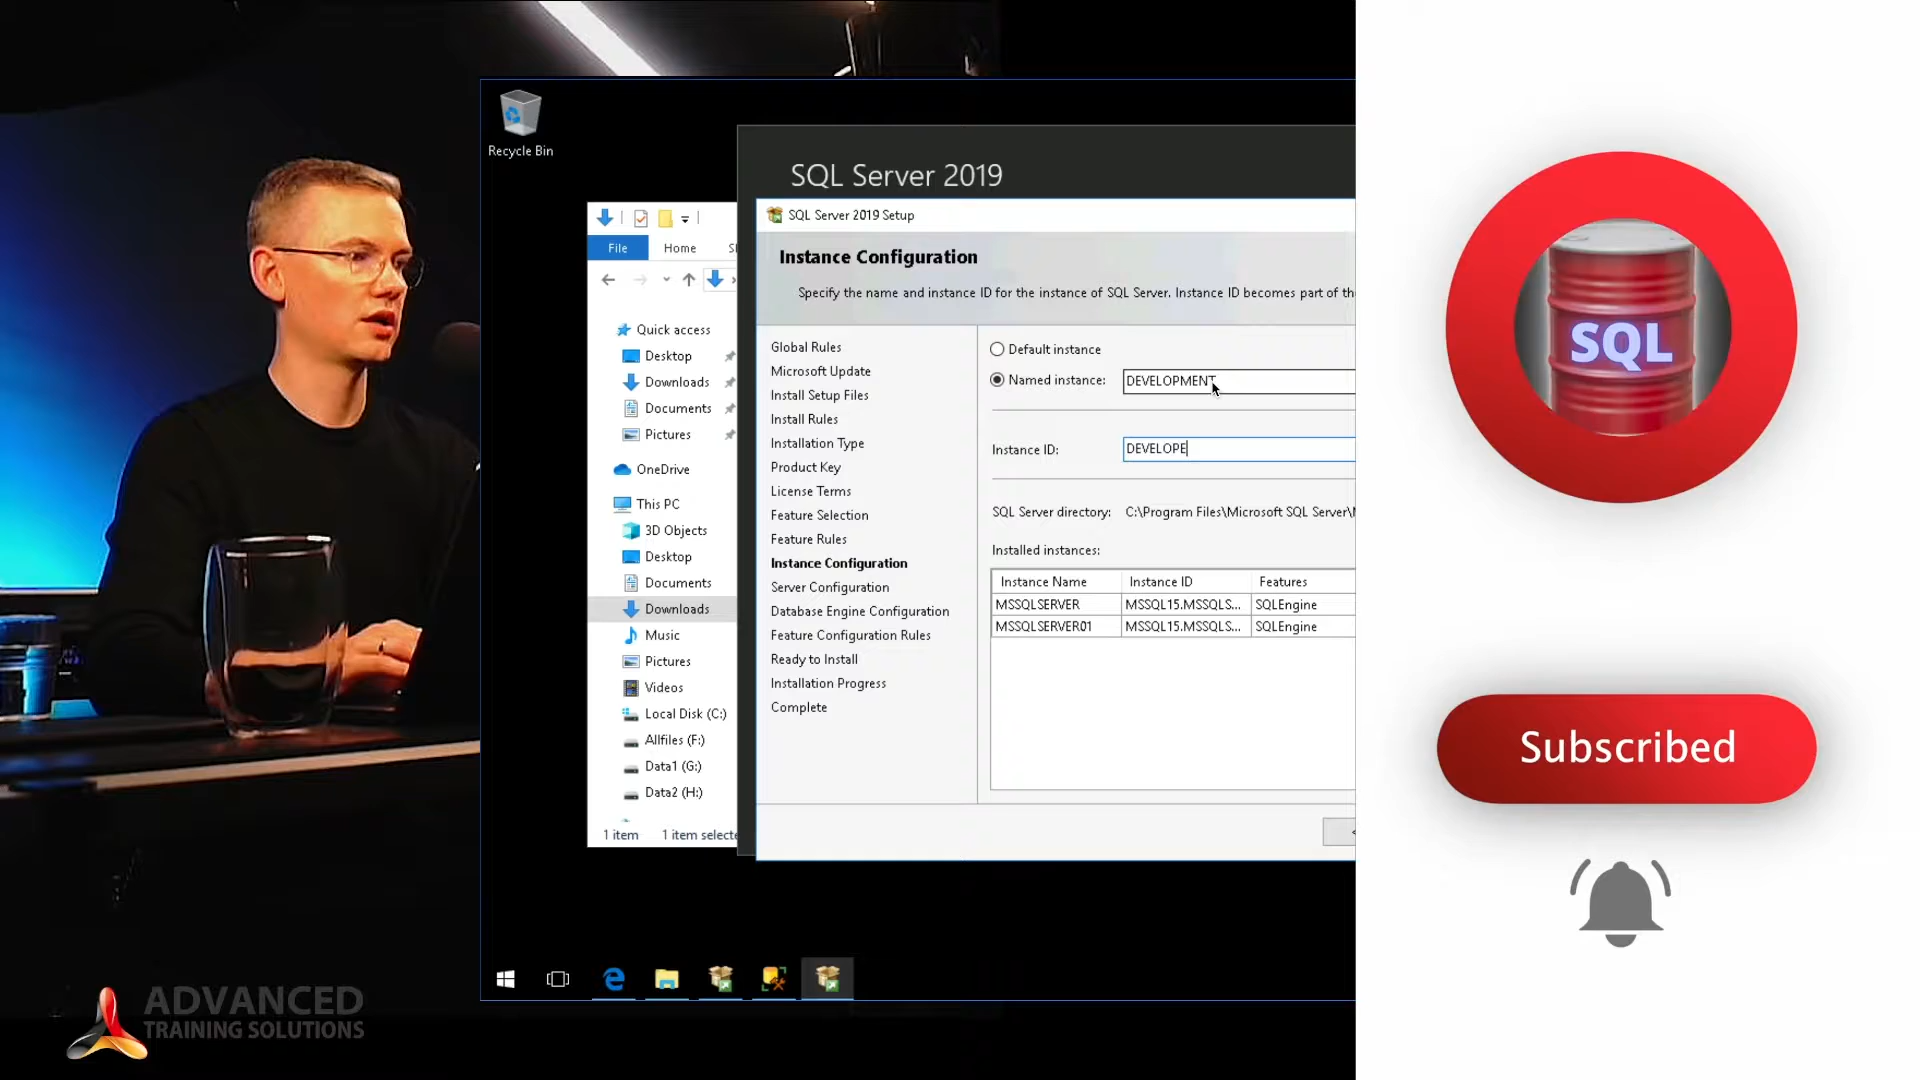 Recycle Bin
SQL Server 2019
SQL Server 2019 Setup
File
Home
Instance Configuration
Specify the name and instance ID for the instance of SQL Server. Instance ID becomes part of the
Quick access
Desktop
Downloads
Documents
Pictures
OneDrive
This PC
3D Objects
Desktop
Documents
Downloads
Music
Pictures
Videos
Local Disk (C:)
Allfiles (F:)
Data1 (G:)
Data2 (H:)
1 item
1 item selecte
Global Rules
Microsoft Update
Install Setup Files
Install Rules
Installation Type
Product Key
License Terms
Feature Selection
Feature Rules
Instance Configuration
Server Configuration
Database Engine Configuration
Feature Configuration Rules
Ready to Install
Installation Progress
Complete
Default instance
Named instance: DEVELOPMENT
Instance ID: DEVELOPE
SQL Server directory: C:\Program Files\Microsoft SQL Server\
Installed instances:
Instance Name Instance ID Features
MSSQLSERVER MSSQL15.MSSQLS... SQLEngine
MSSQLSERVER01 MSSQL15.MSSQLS... SQLEngine
SQL
Subscribed
ADVANCED
TRAINING SOLUTIONS